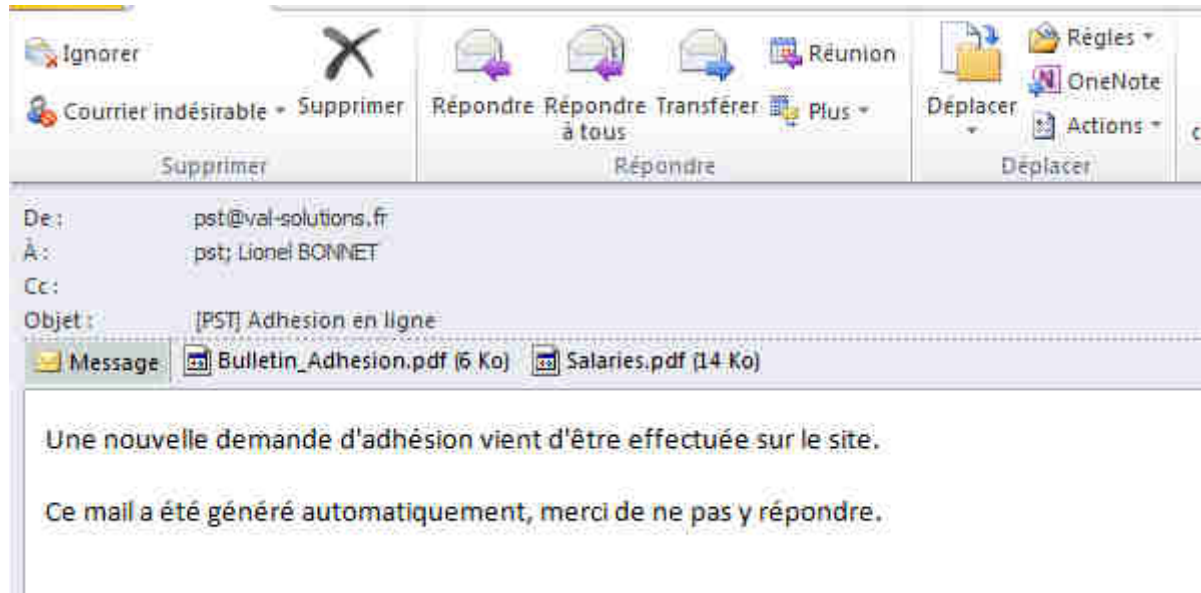 Ignorer
Courrier indésirable
Supprimer
Supprimer
Répondre
Répondre à tous
Transférer
Réunion
Plus
Répondre
Déplacer
Règles
OneNote
Actions
Déplacer
De : pst@val-solutions.fr
À : pst; Lionel BONNET
Cc :
Objet : [PST] Adhesion en ligne
Message Bulletin_Adhesion.pdf (6 Ko) Salaries.pdf (14 Ko)
Une nouvelle demande d'adhésion vient d'être effectuée sur le site.
Ce mail a été généré automatiquement, merci de ne pas y répondre.